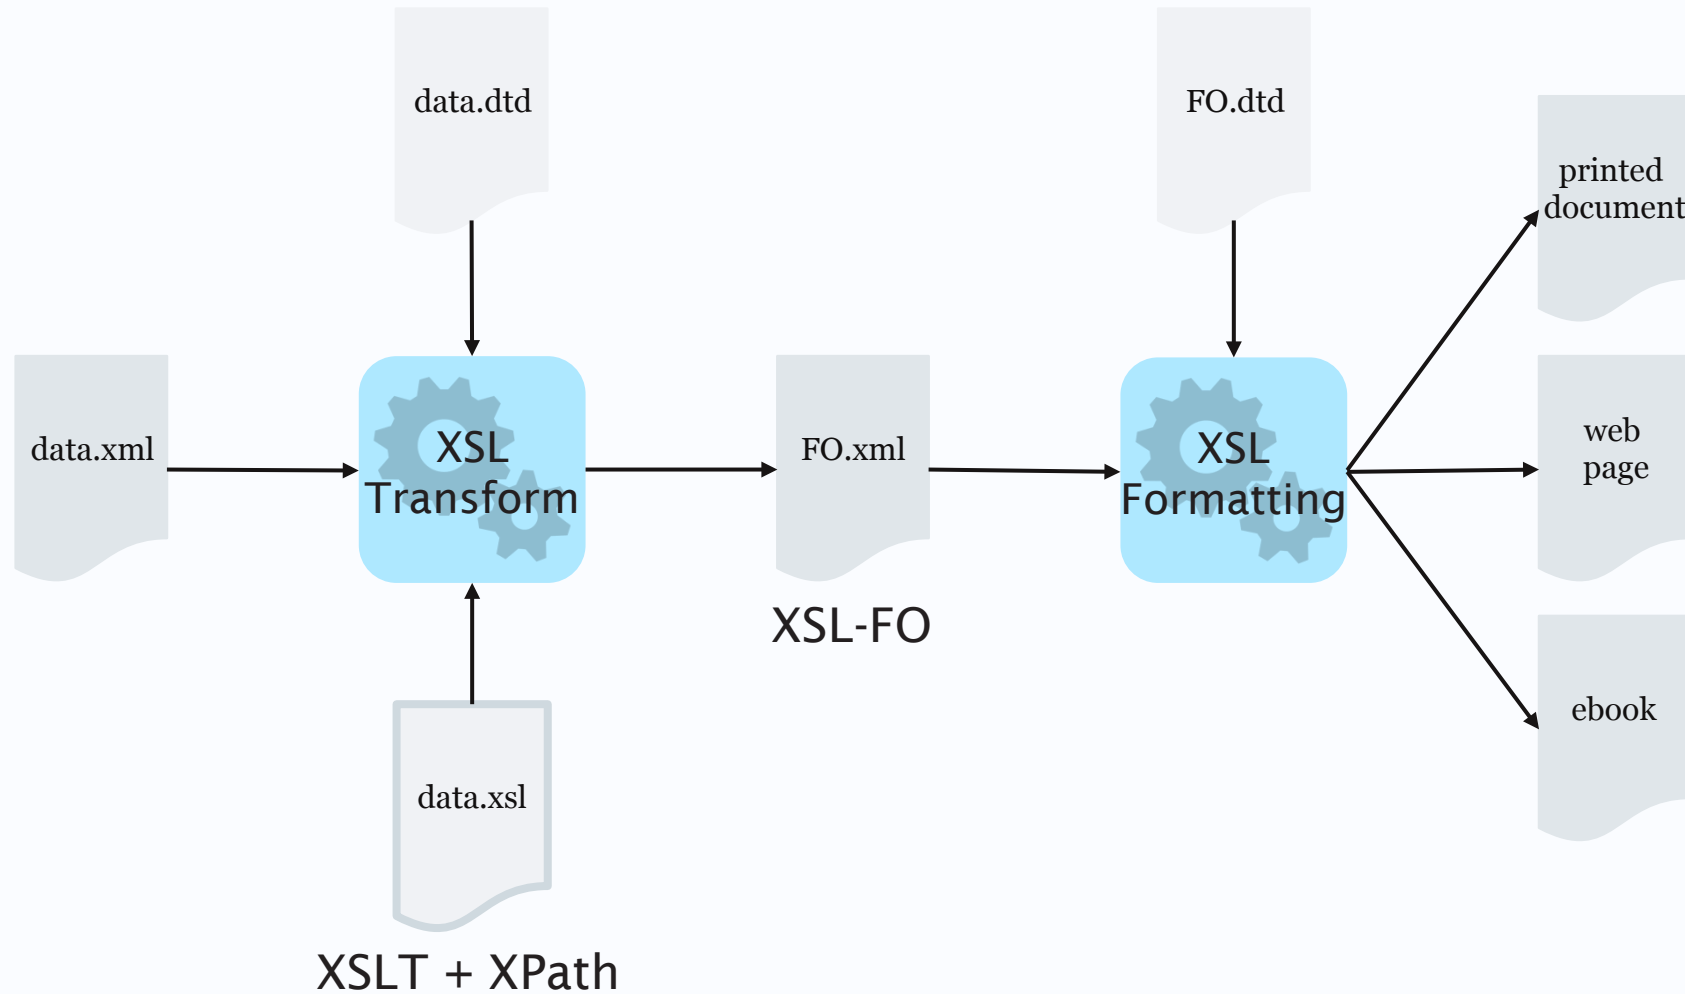 data.dtd
FO.dtd
printed
document
data.xml
XSL
Transform
FO.xml
XSL
Formatting
web
page
XSL-FO
ebook
data.xsl
XSLT + XPath